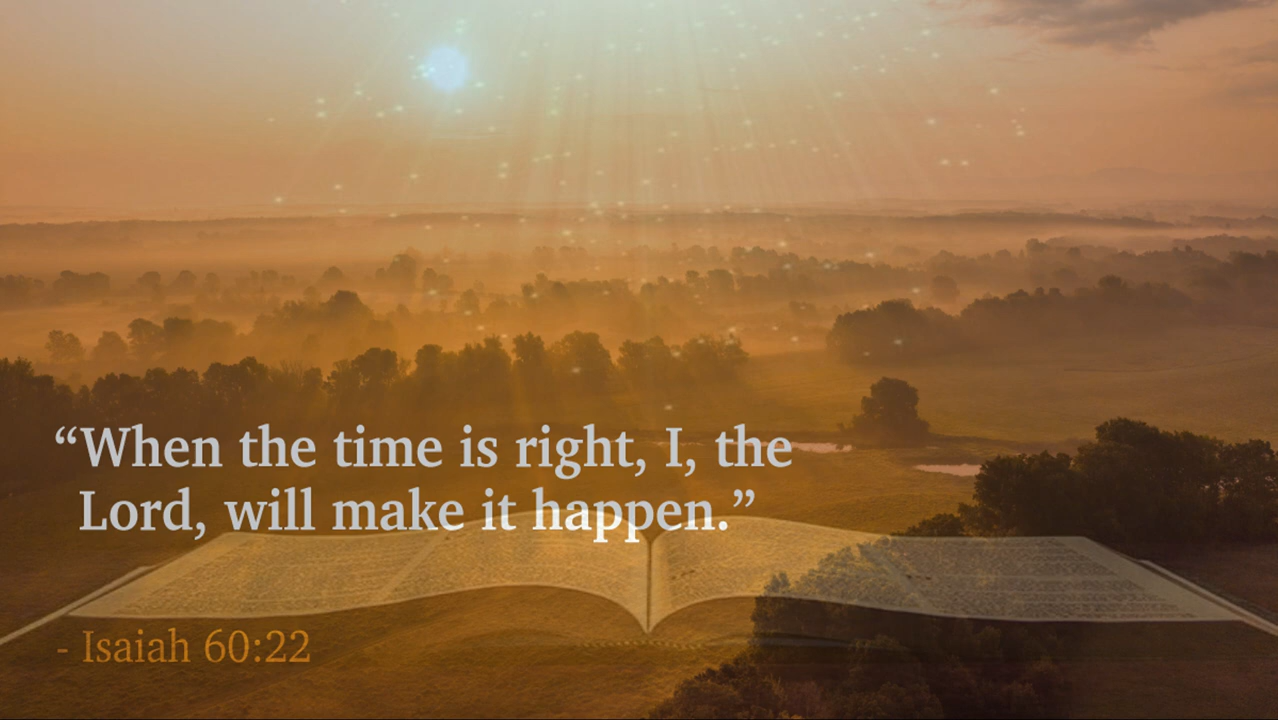 “When the time is right, I, the
Lord, will make it happen.”
- Isaiah 60:22